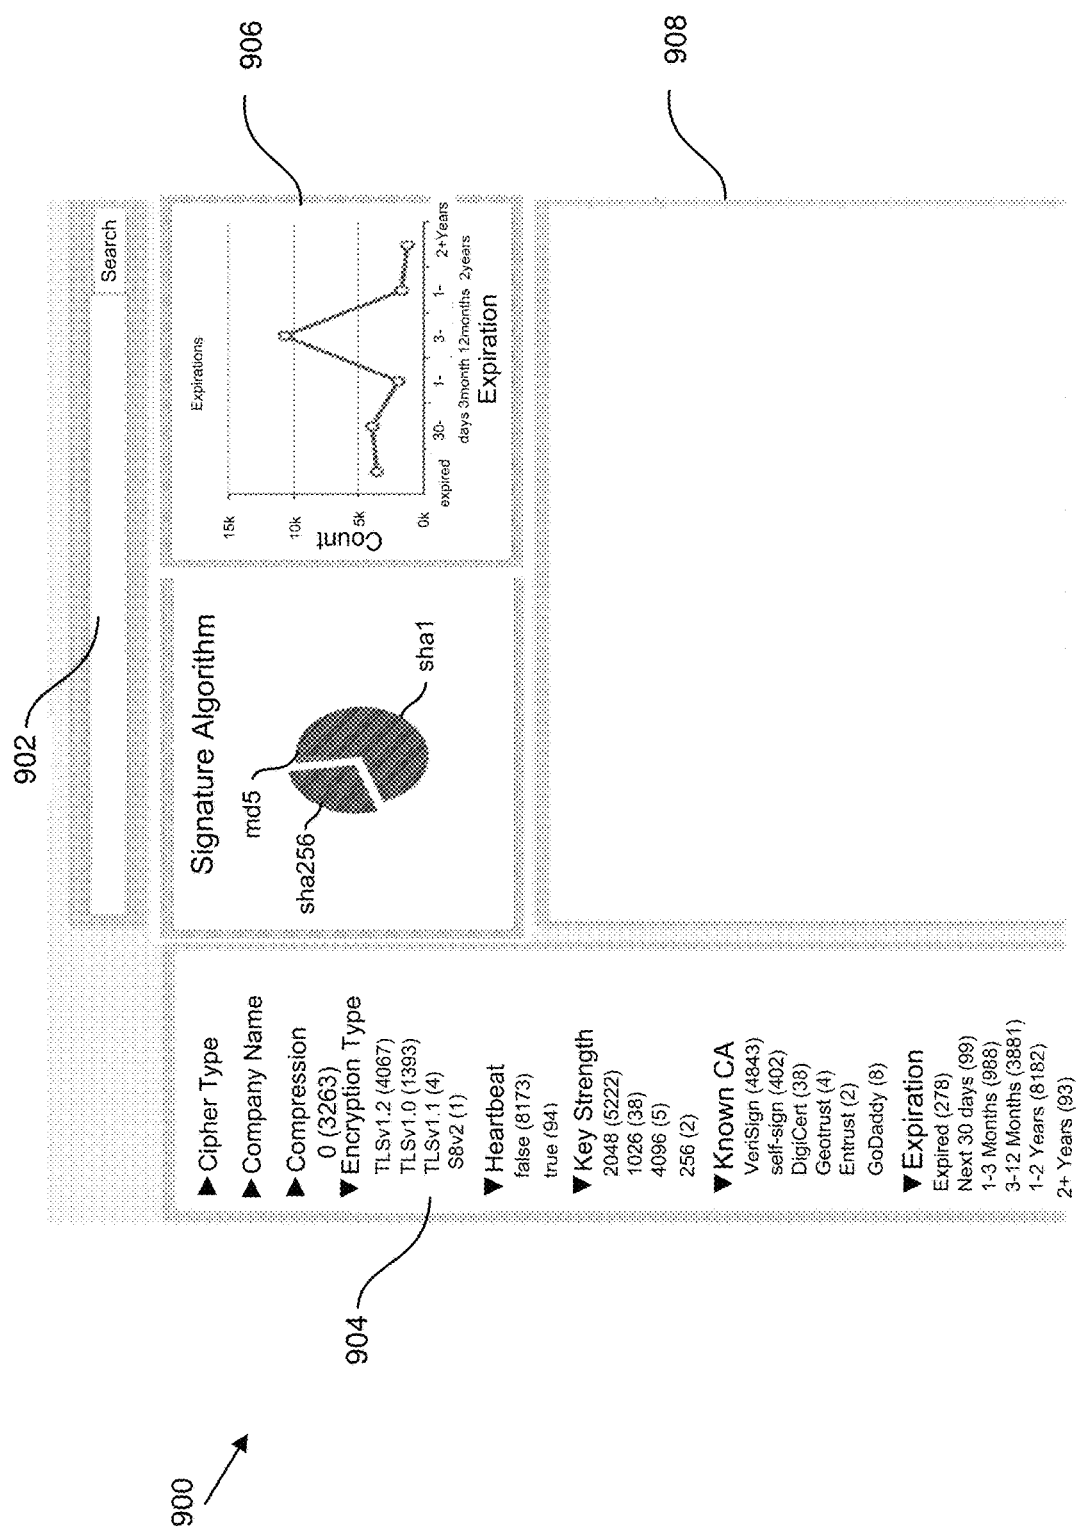 900
902
Search
904
▶ Cipher Type
▶ Company Name
▶ Compression
0 (3263)
▼ Encryption Type
TLSv1.2 (4067)
TLSv1.0 (1393)
TLSv1.1 (4)
S8v2 (1)
▼ Heartbeat
false (8173)
true (94)
▼ Key Strength
2048 (5222)
1026 (38)
4096 (5)
256 (2)
▼ Known CA
VeriSign (4843)
self-sign (402)
DigiCert (38)
Geotrust (4)
Entrust (2)
GoDaddy (8)
▼ Expiration
Expired (278)
Next 30 days (99)
1-3 Months (988)
3-12 Months (3881)
1-2 Years (8182)
2+ Years (93)
Signature Algorithm
md5
sha256
sha1
906
Expirations
15k
10k
5k
0k
Count
expired 30- 1- 3- 1- 2+Years
days 3month 12months 2years
Expiration
908